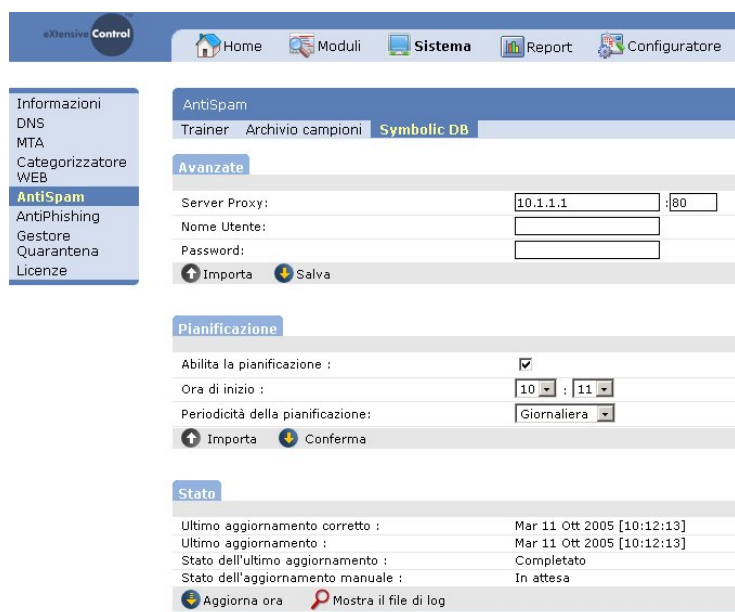 eXtensive Control
Home Moduli Sistema Report Configuratore
Informazioni
DNS
MTA
Categorizzatore
WEB
AntiSpam
AntiPhishing
Gestore
Quarantena
Licenze
AntiSpam
Trainer Archivio campioni Symbolic DB
Avanzate
Server Proxy: 10.1.1.1 :80
Nome Utente:
Password:
Importa Salva
Pianificazione
Abilita la pianificazione :
Ora di inizio : 10 : 11
Periodicità della pianificazione: Giornaliera
Importa Conferma
Stato
Ultimo aggiornamento corretto : Mar 11 Ott 2005 [10:12:13]
Ultimo aggiornamento : Mar 11 Ott 2005 [10:12:13]
Stato dell'ultimo aggiornamento : Completato
Stato dell'aggiornamento manuale : In attesa
Aggiorna ora Mostra il file di log